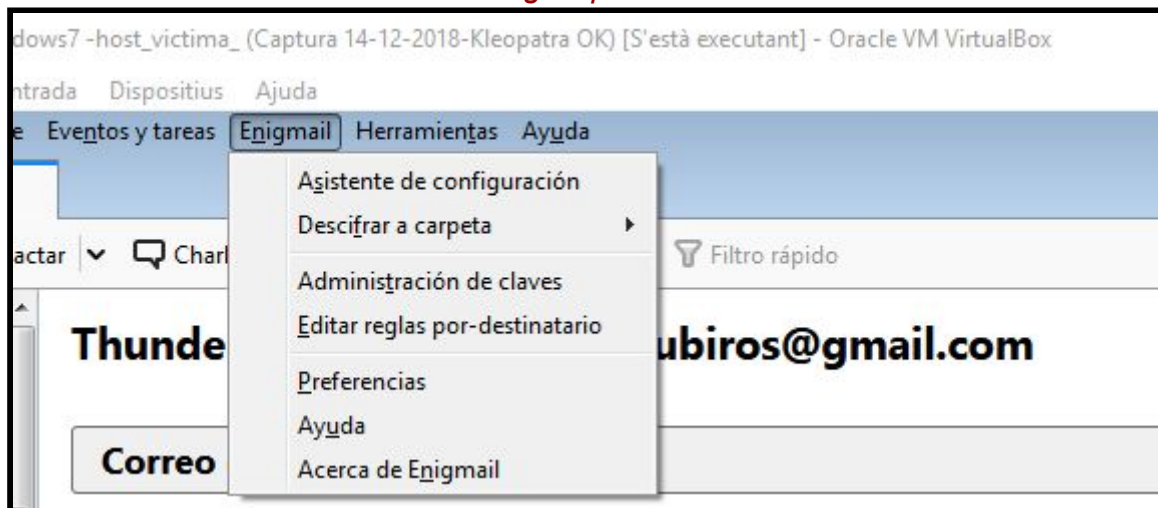 dows7 -host_victima_ (Captura 14-12-2018-Kleopatra OK) [S'està executant] - Oracle VM VirtualBox
ntrada Dispositius Ajuda
e Eventos y tareas Enigmail Herramientas Ayuda
Asistente de configuración
Descifrar a carpeta
actar Charl Filtro rápido
Administración de claves
Editar reglas por-destinatario
Thunde ubiros@gmail.com
Preferencias
Ayuda
Correo
Acerca de Enigmail